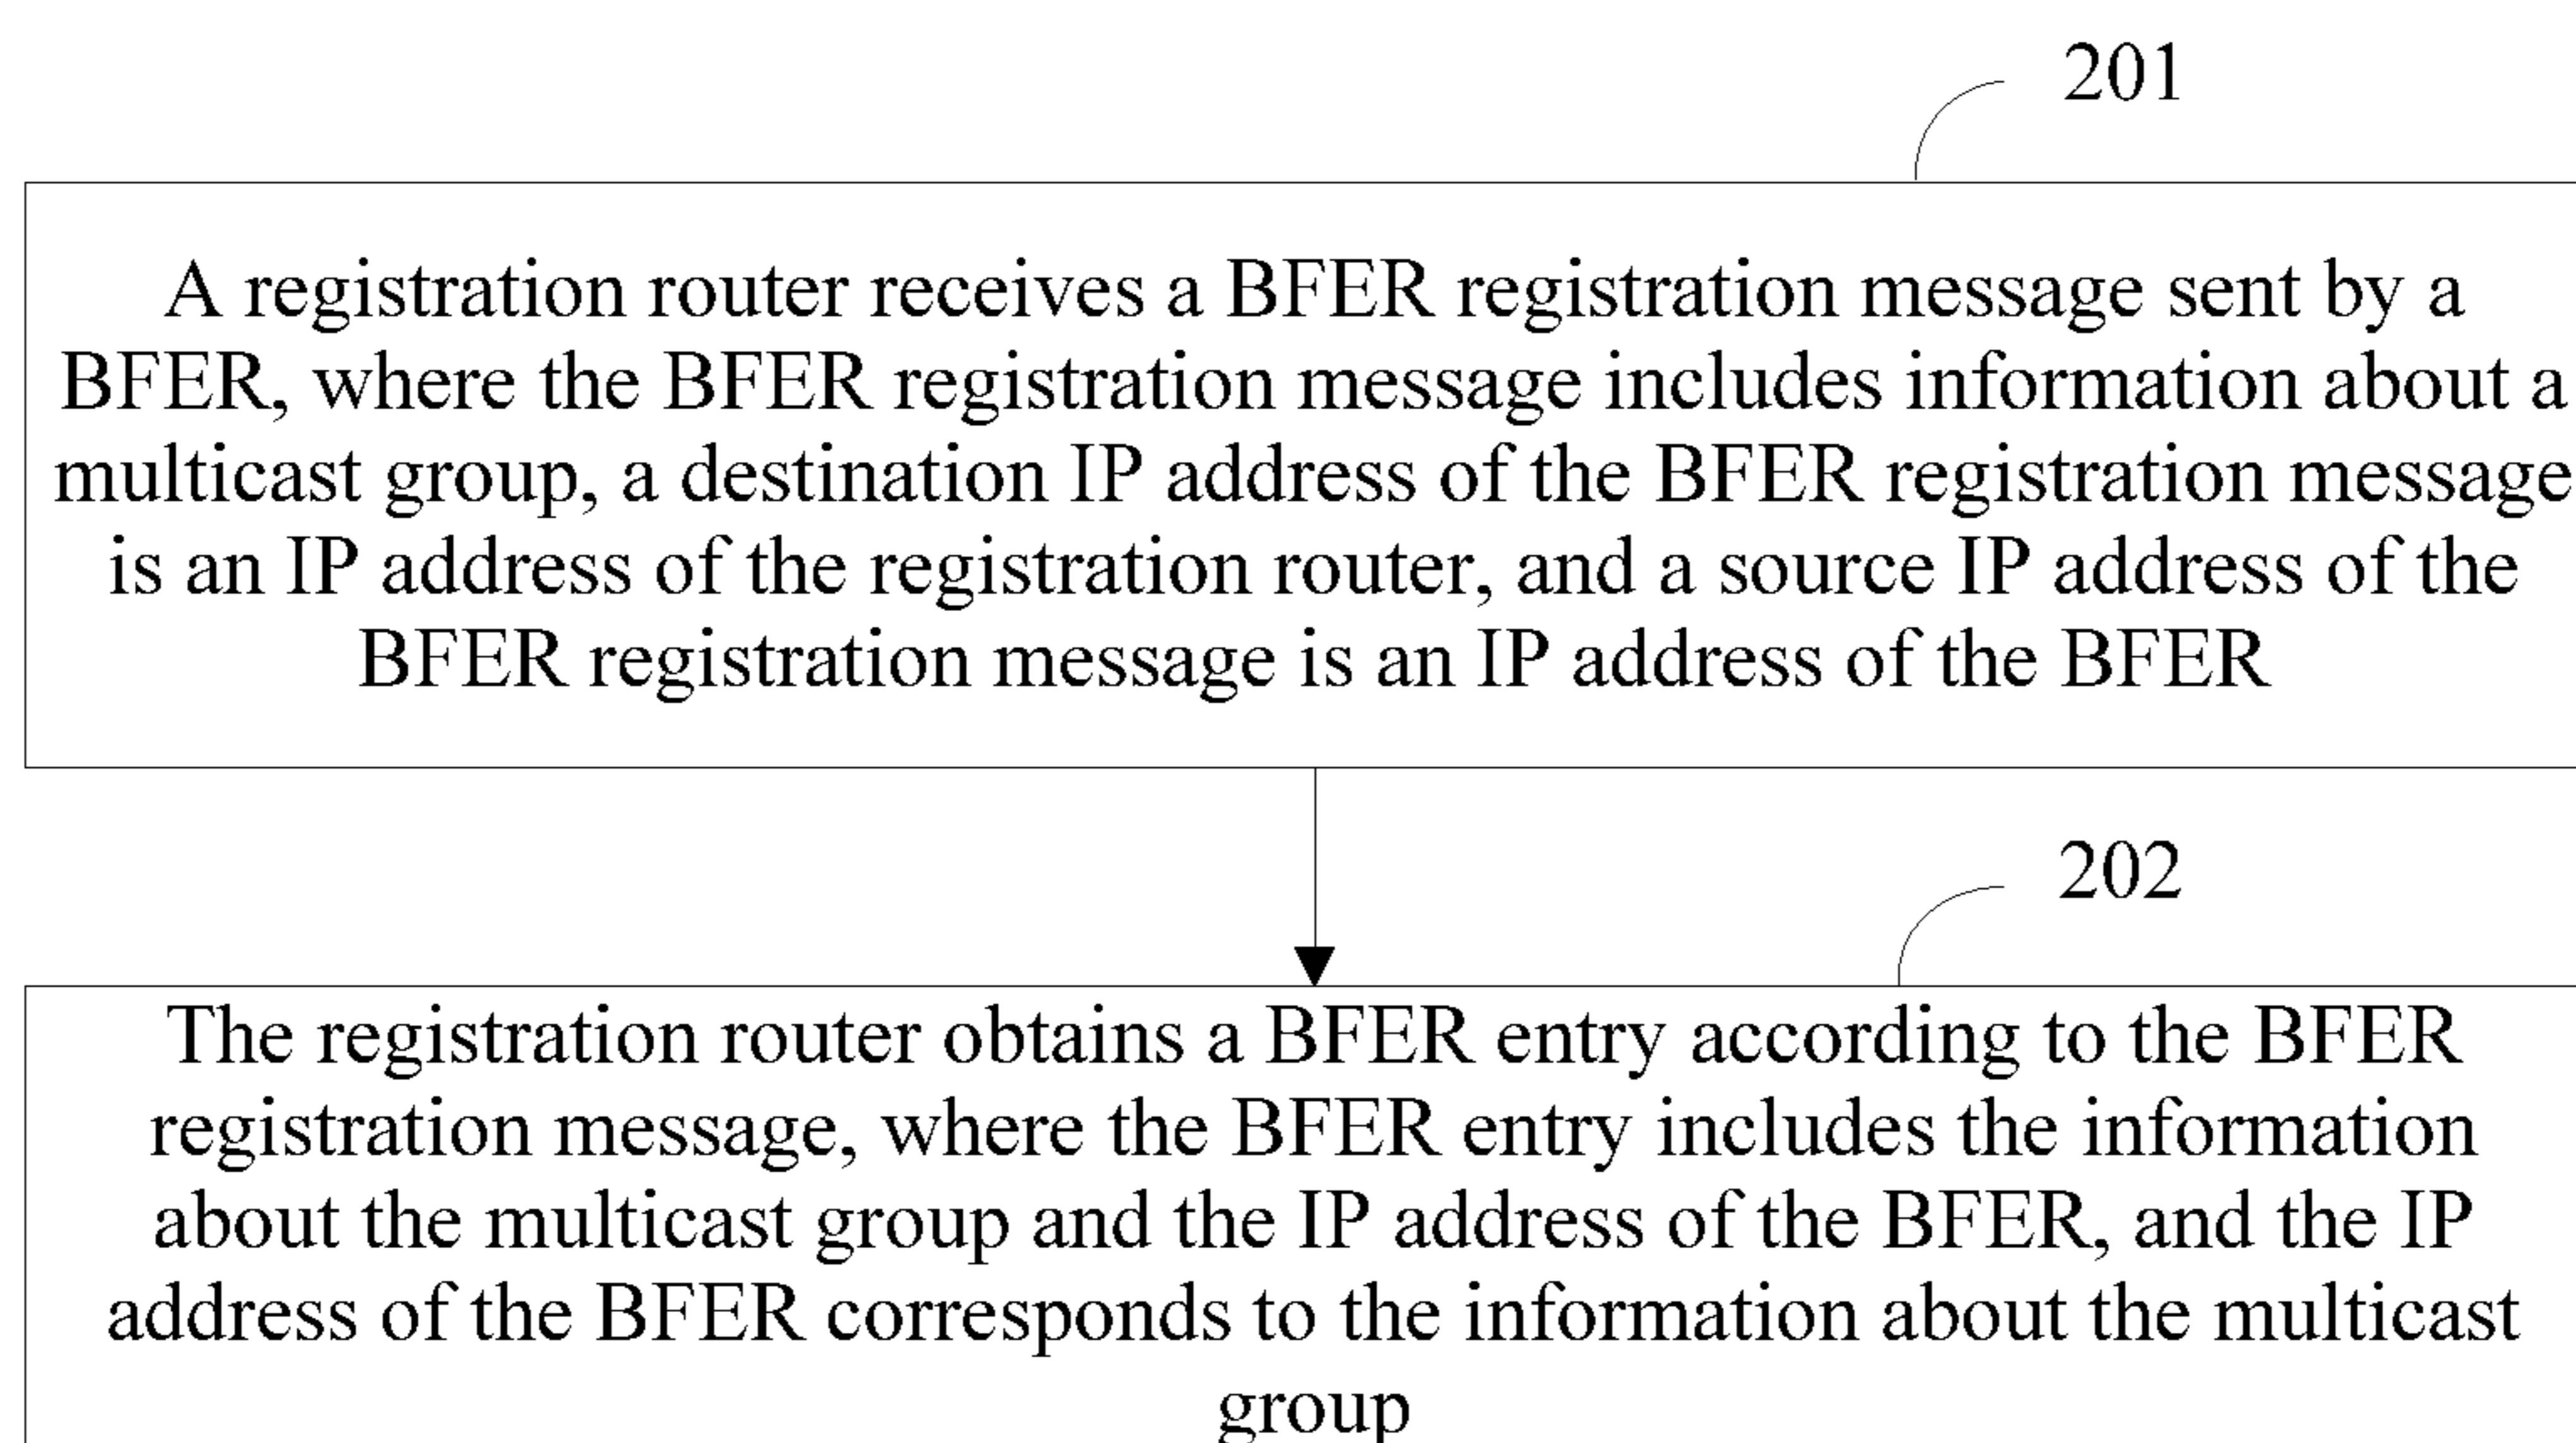 201
A registration router receives a BFER registration message sent by a
BFER, where the BFER registration message includes information about a
multicast group, a destination IP address of the BFER registration message
is an IP address of the registration router, and a source IP address of the
BFER registration message is an IP address of the BFER
202
The registration router obtains a BFER entry according to the BFER
registration message, where the BFER entry includes the information
about the multicast group and the IP address of the BFER, and the IP
address of the BFER corresponds to the information about the multicast
group